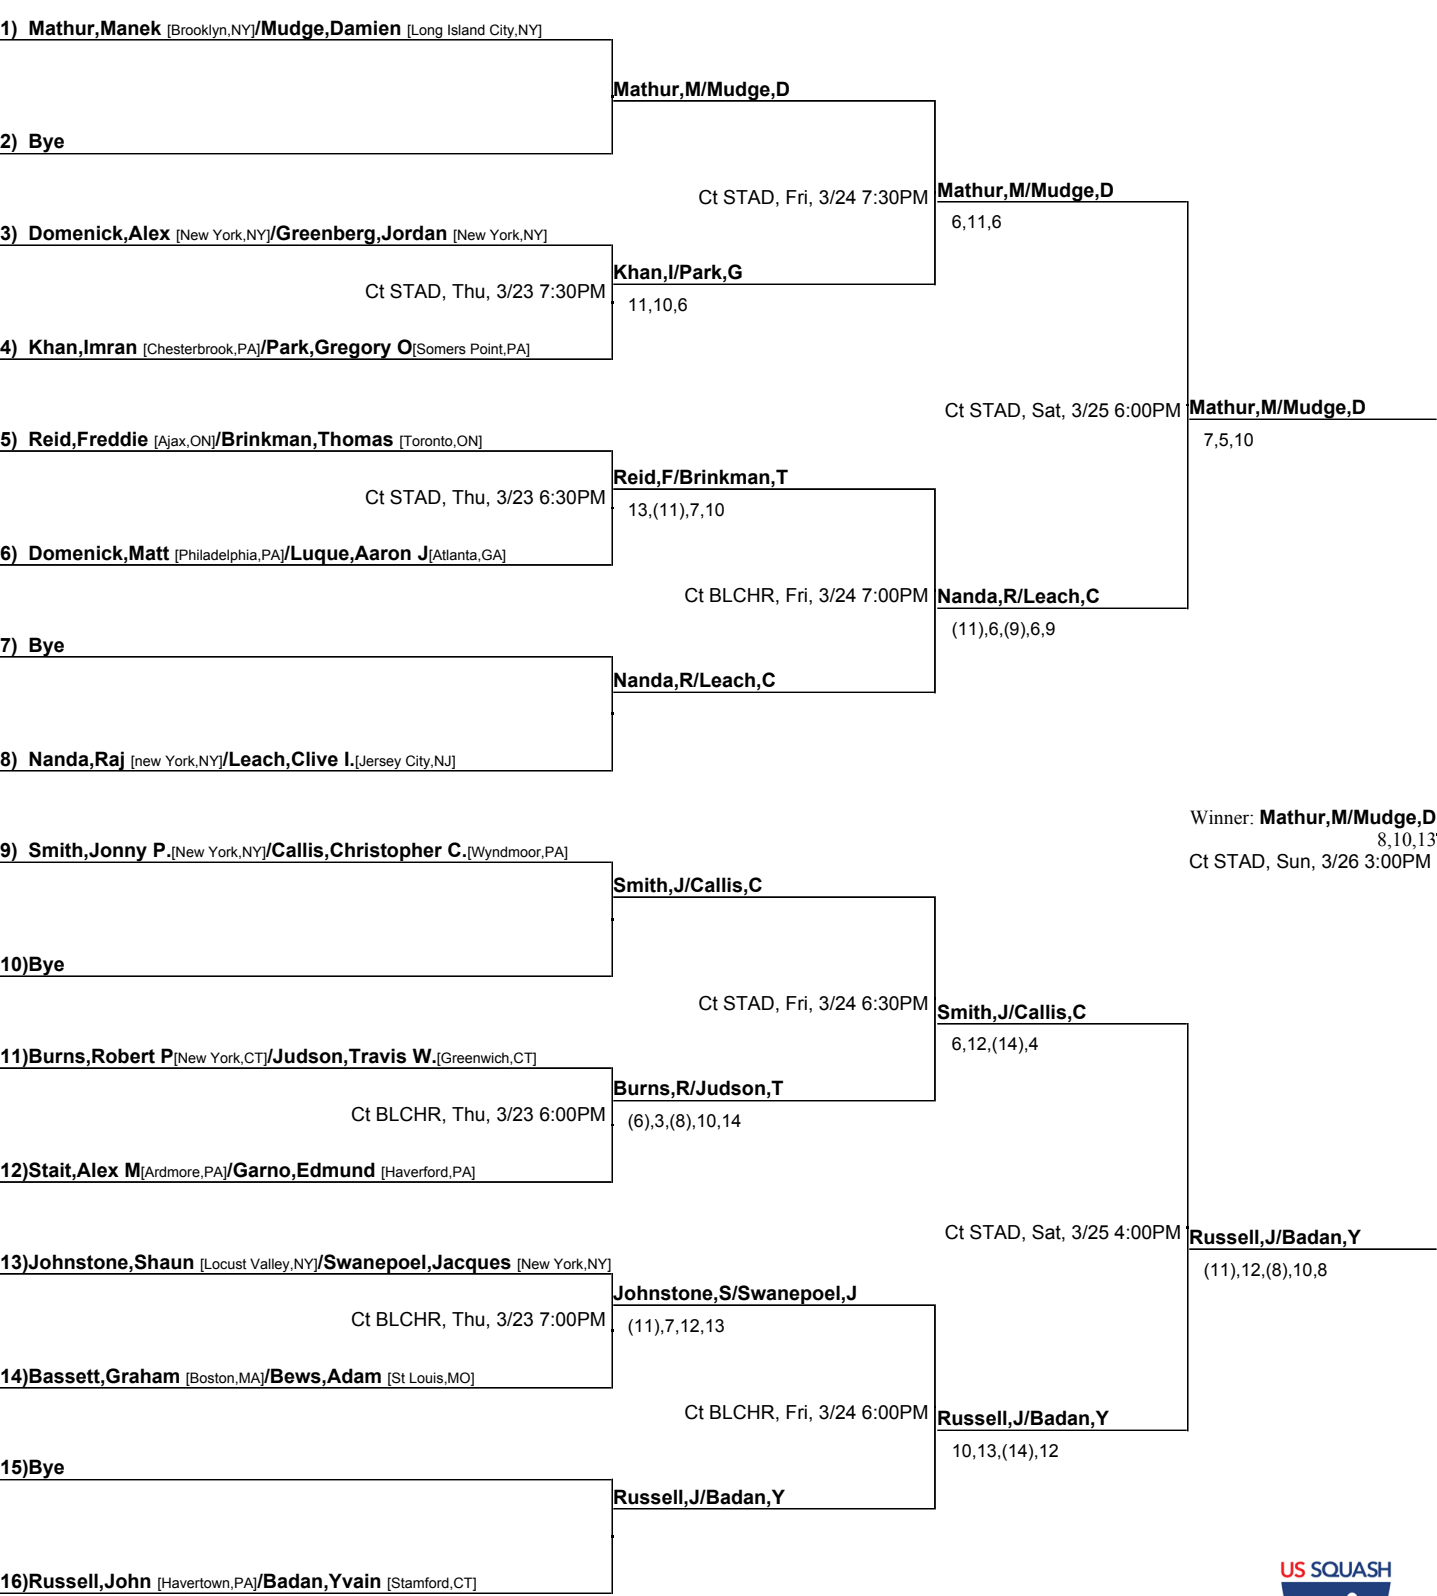 1) Mathur,Manek [Brooklyn,NY]/Mudge,Damien [Long Island City,NY]
Mathur,M/Mudge,D
2) Bye
Ct STAD, Fri, 3/24 7:30PM
Mathur,M/Mudge,D
6,11,6
3) Domenick,Alex [New York,NY]/Greenberg,Jordan [New York,NY]
Khan,I/Park,G
Ct STAD, Thu, 3/23 7:30PM
11,10,6
4) Khan,Imran [Chesterbrook,PA]/Park,Gregory O[Somers Point,PA]
Ct STAD, Sat, 3/25 6:00PM
Mathur,M/Mudge,D
7,5,10
5) Reid,Freddie [Ajax,ON]/Brinkman,Thomas [Toronto,ON]
Reid,F/Brinkman,T
Ct STAD, Thu, 3/23 6:30PM
13,(11),7,10
6) Domenick,Matt [Philadelphia,PA]/Luque,Aaron J[Atlanta,GA]
Ct BLCHR, Fri, 3/24 7:00PM
Nanda,R/Leach,C
(11),6,(9),6,9
7) Bye
Nanda,R/Leach,C
8) Nanda,Raj [new York,NY]/Leach,Clive I.[Jersey City,NJ]
Winner: Mathur,M/Mudge,D
8,10,13
Ct STAD, Sun, 3/26 3:00PM
9) Smith,Jonny P.[New York,NY]/Callis,Christopher C.[Wyndmoor,PA]
Smith,J/Callis,C
10)Bye
Ct STAD, Fri, 3/24 6:30PM
Smith,J/Callis,C
6,12,(14),4
11)Burns,Robert P[New York,CT]/Judson,Travis W.[Greenwich,CT]
Burns,R/Judson,T
Ct BLCHR, Thu, 3/23 6:00PM
(6),3,(8),10,14
12)Stait,Alex M[Ardmore,PA]/Garno,Edmund [Haverford,PA]
Ct STAD, Sat, 3/25 4:00PM
Russell,J/Badan,Y
(11),12,(8),10,8
13)Johnstone,Shaun [Locust Valley,NY]/Swanepoel,Jacques [New York,NY]
Johnstone,S/Swanepoel,J
Ct BLCHR, Thu, 3/23 7:00PM
(11),7,12,13
14)Bassett,Graham [Boston,MA]/Bews,Adam [St Louis,MO]
Ct BLCHR, Fri, 3/24 6:00PM
Russell,J/Badan,Y
10,13,(14),12
15)Bye
Russell,J/Badan,Y
16)Russell,John [Havertown,PA]/Badan,Yvain [Stamford,CT]
US SQUASH